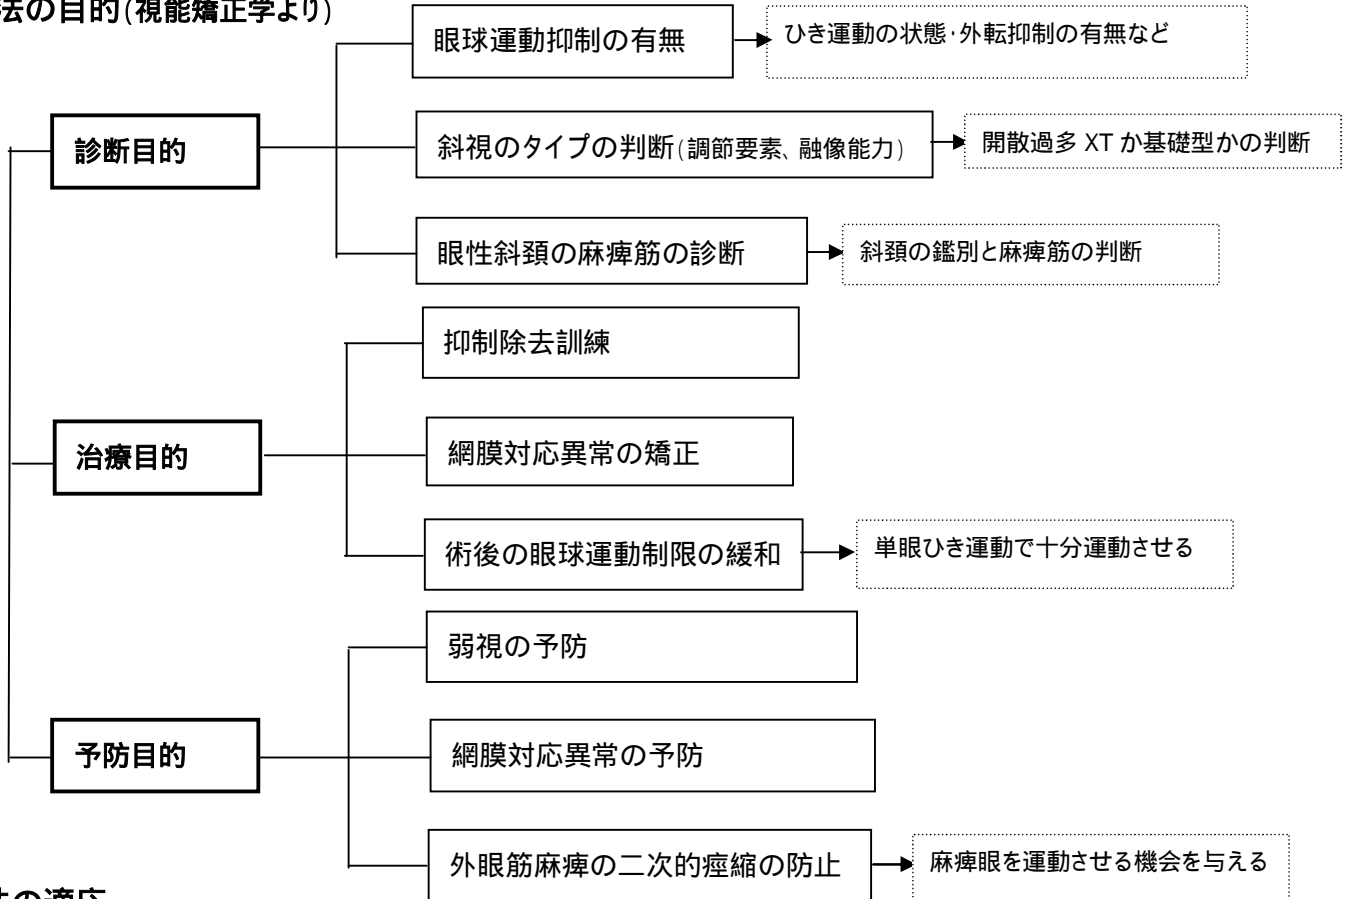 法の目的(視能矯正学より)
眼球運動抑制の有無
ひき運動の状態・外転抑制の有無など
診断目的
斜視のタイプの判断(調節要素、融像能力)
開散過多 XT か基礎型かの判断
眼性斜頚の麻痺筋の診断
斜頚の鑑別と麻痺筋の判断
抑制除去訓練
治療目的
網膜対応異常の矯正
術後の眼球運動制限の緩和
単眼ひき運動で十分運動させる
弱視の予防
予防目的
網膜対応異常の予防
外眼筋麻痺の二次的痙縮の防止
麻痺眼を運動させる機会を与える
の適応